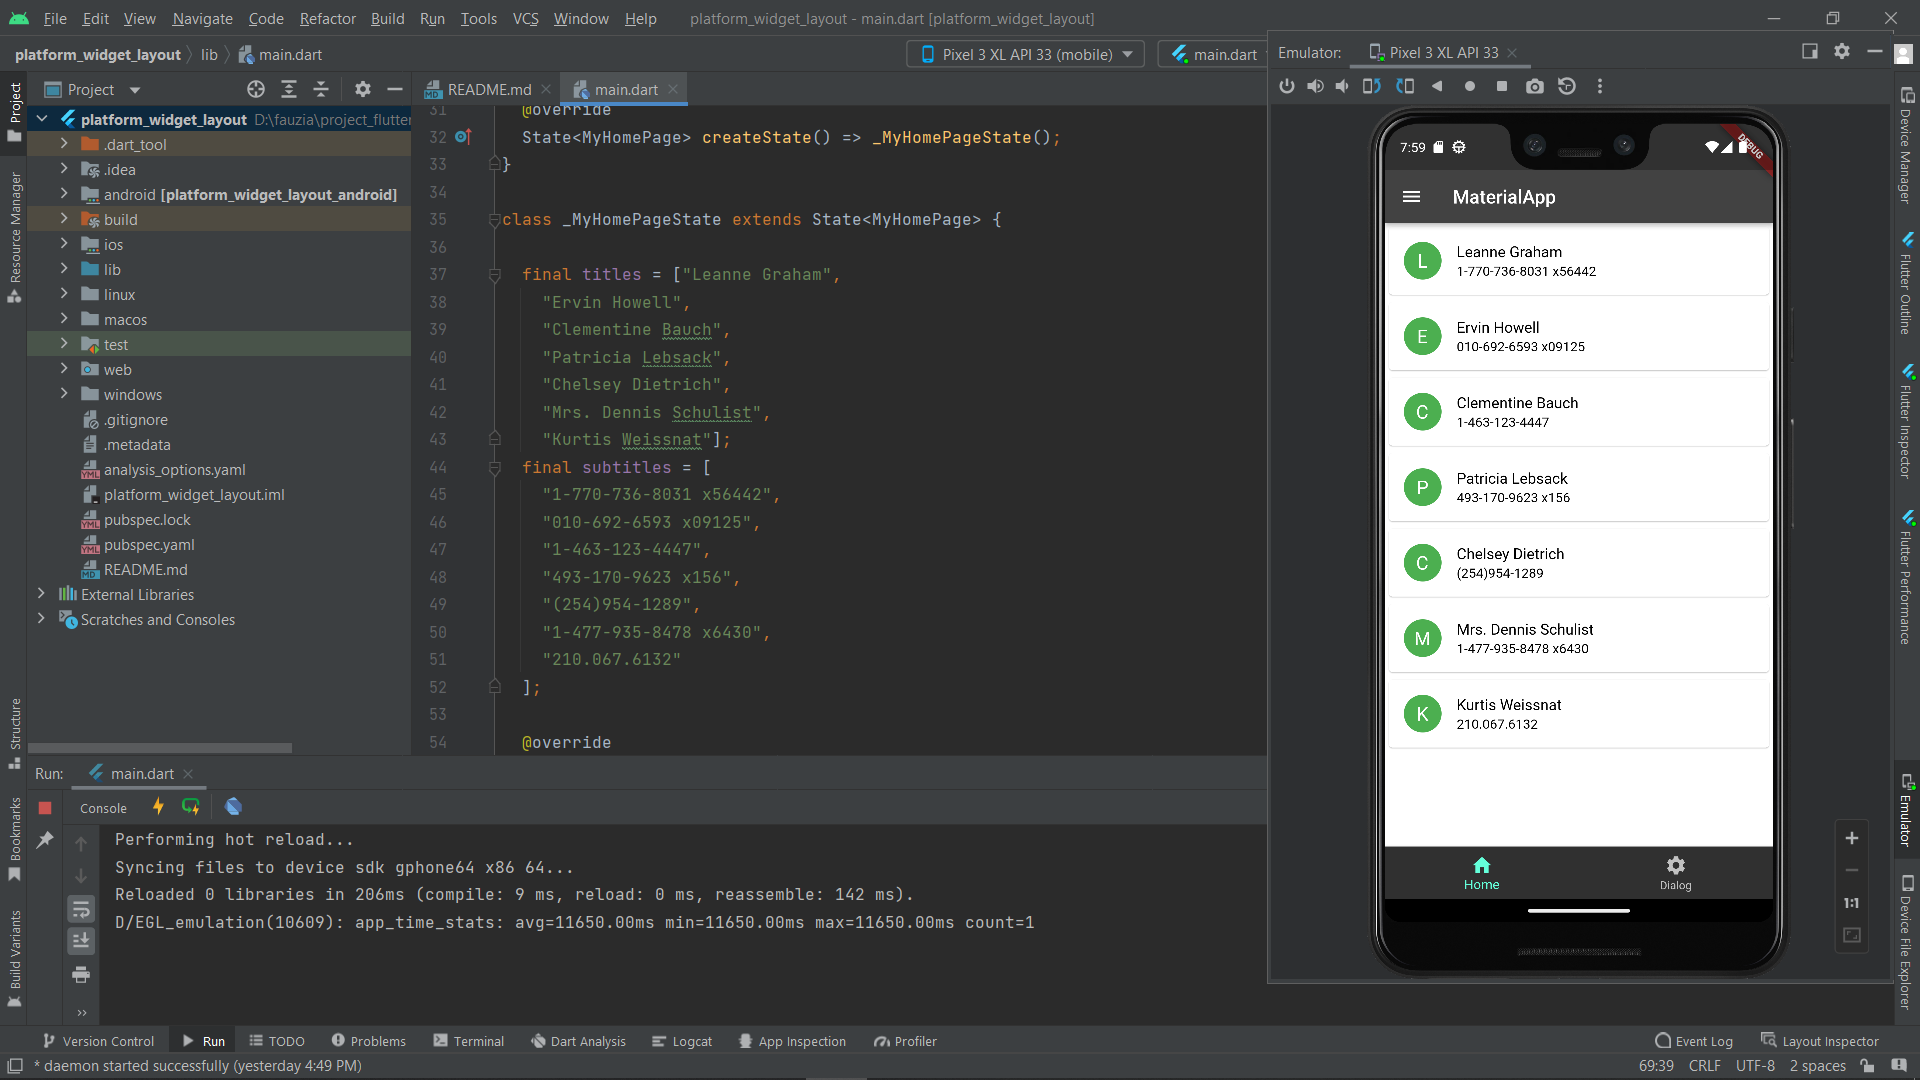 File Edit View Navigate Code Refactor Build Run Tools VCS Window Help platform_widget_layout - main.dart [platform_widget_layout]
platform_widget_layout lib main.dart
Pixel 3 XL API 33 (mobile) main.dart
Emulator: Pixel 3 XL API 33
Project
README.md main.dart
platform_widget_layout D:\fauzia\project_flutter
.dart_tool
.idea
android [platform_widget_layout_android]
build
ios
lib
linux
macos
test
web
windows
.gitignore
.metadata
analysis_options.yaml
platform_widget_layout.iml
pubspec.lock
pubspec.yaml
README.md
External Libraries
Scratches and Consoles
31 @override
32 State<MyHomePage> createState() => _MyHomePageState();
33 }
34
35 class _MyHomePageState extends State<MyHomePage> {
36
37 final titles = ["Leanne Graham",
38 "Ervin Howell",
39 "Clementine Bauch",
40 "Patricia Lebsack",
41 "Chelsey Dietrich",
42 "Mrs. Dennis Schulist",
43 "Kurtis Weissnat"];
44 final subtitles = [
45 "1-770-736-8031 x56442",
46 "010-692-6593 x09125",
47 "1-463-123-4447",
48 "493-170-9623 x156",
49 "(254)954-1289",
50 "1-477-935-8478 x6430",
51 "210.067.6132"
52 ];
53
54 @override
7:59
DEBUG
MaterialApp
L Leanne Graham
1-770-736-8031 x56442
E Ervin Howell
010-692-6593 x09125
C Clementine Bauch
1-463-123-4447
P Patricia Lebsack
493-170-9623 x156
C Chelsey Dietrich
(254)954-1289
M Mrs. Dennis Schulist
1-477-935-8478 x6430
K Kurtis Weissnat
210.067.6132
Home Dialog
1:1
Project
Resource Manager
Structure
Bookmarks
Build Variants
Device Manager
Flutter Outline
Flutter Inspector
Flutter Performance
Emulator
Device File Explorer
Run: main.dart
Console
Performing hot reload...
Syncing files to device sdk gphone64 x86 64...
Reloaded 0 libraries in 206ms (compile: 9 ms, reload: 0 ms, reassemble: 142 ms).
D/EGL_emulation(10609): app_time_stats: avg=11650.00ms min=11650.00ms max=11650.00ms count=1
Version Control Run TODO Problems Terminal Dart Analysis Logcat App Inspection Profiler Event Log Layout Inspector
* daemon started successfully (yesterday 4:49 PM) 69:39 CRLF UTF-8 2 spaces